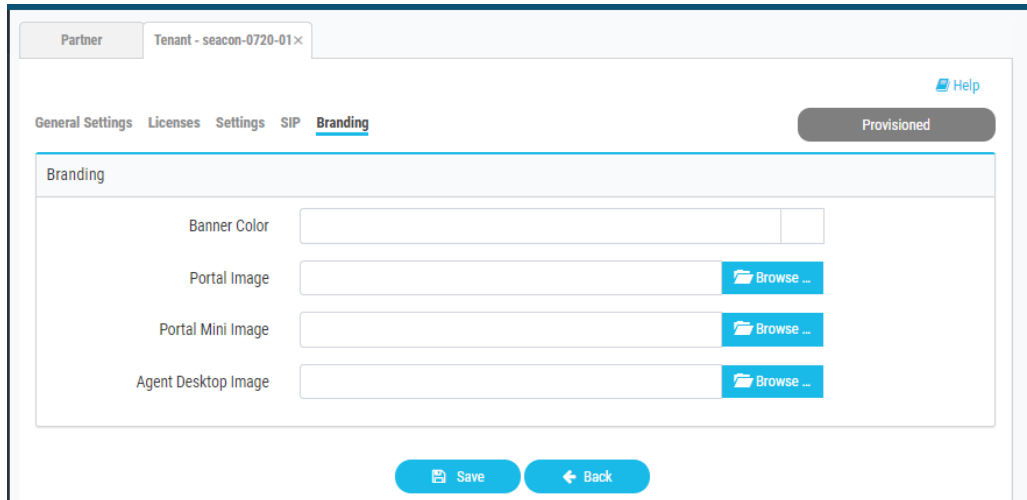 Partner Tenant - seacon-0720-01×
Help
General Settings Licenses Settings SIP Branding Provisioned
Branding
Banner Color
Portal Image Browse ...
Portal Mini Image Browse ...
Agent Desktop Image Browse ...
Save Back